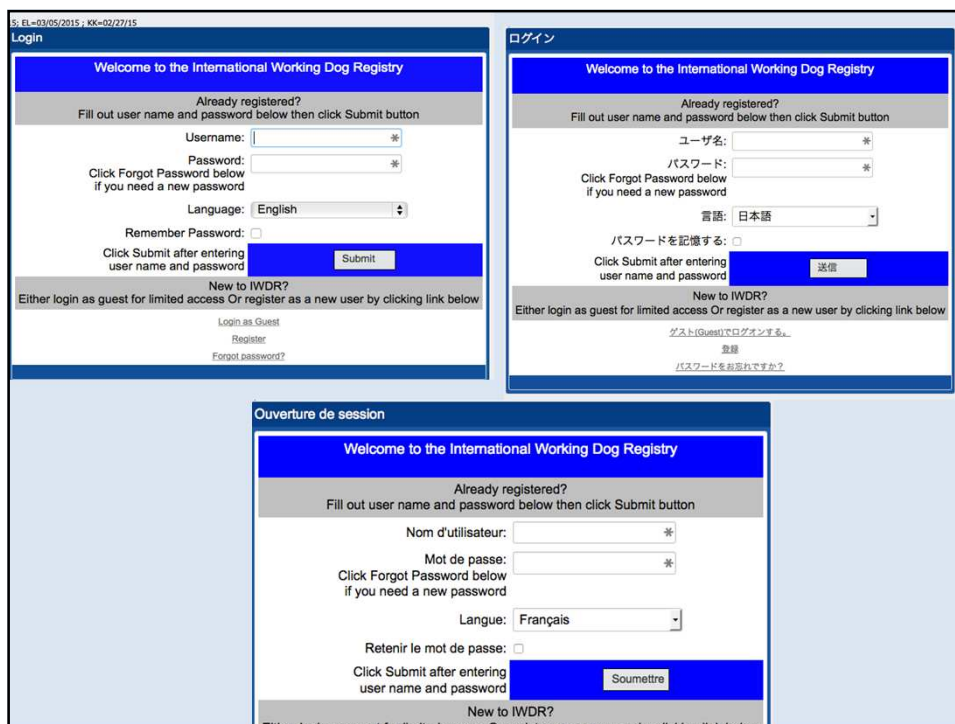 5; EL=03/05/2015 ; KK=02/27/15
Login
Welcome to the International Working Dog Registry
Already registered?
Fill out user name and password below then click Submit button
Username:
Password:
Click Forgot Password below
if you need a new password
Language: English
Remember Password:
Click Submit after entering
user name and password
Submit
New to IWDR?
Either login as guest for limited access Or register as a new user by clicking link below
Login as Guest
Register
Forgot password?
ログイン
Welcome to the International Working Dog Registry
Already registered?
Fill out user name and password below then click Submit button
ユーザ名:
パスワード:
Click Forgot Password below
if you need a new password
言語: 日本語
パスワードを記憶する:
Click Submit after entering
user name and password
送信
New to IWDR?
Either login as guest for limited access Or register as a new user by clicking link below
ゲスト(Guest)でログオンする。
登録
パスワードをお忘れですか？
Ouverture de session
Welcome to the International Working Dog Registry
Already registered?
Fill out user name and password below then click Submit button
Nom d'utilisateur:
Mot de passe:
Click Forgot Password below
if you need a new password
Langue: Français
Retenir le mot de passe:
Click Submit after entering
user name and password
Soumettre
New to IWDR?